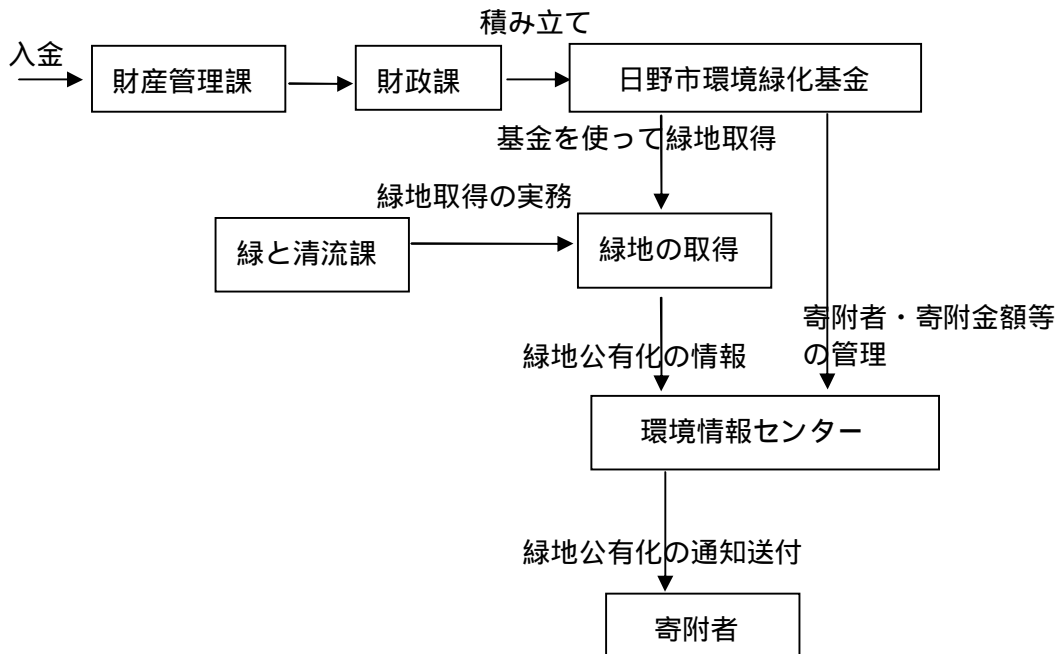 積み立て
入金
財産管理課
財政課
日野市環境緑化基金
基金を使って緑地取得
緑地取得の実務
緑と清流課
緑地の取得
寄附者・寄附金額等
の管理
緑地公有化の情報
環境情報センター
緑地公有化の通知送付
寄附者